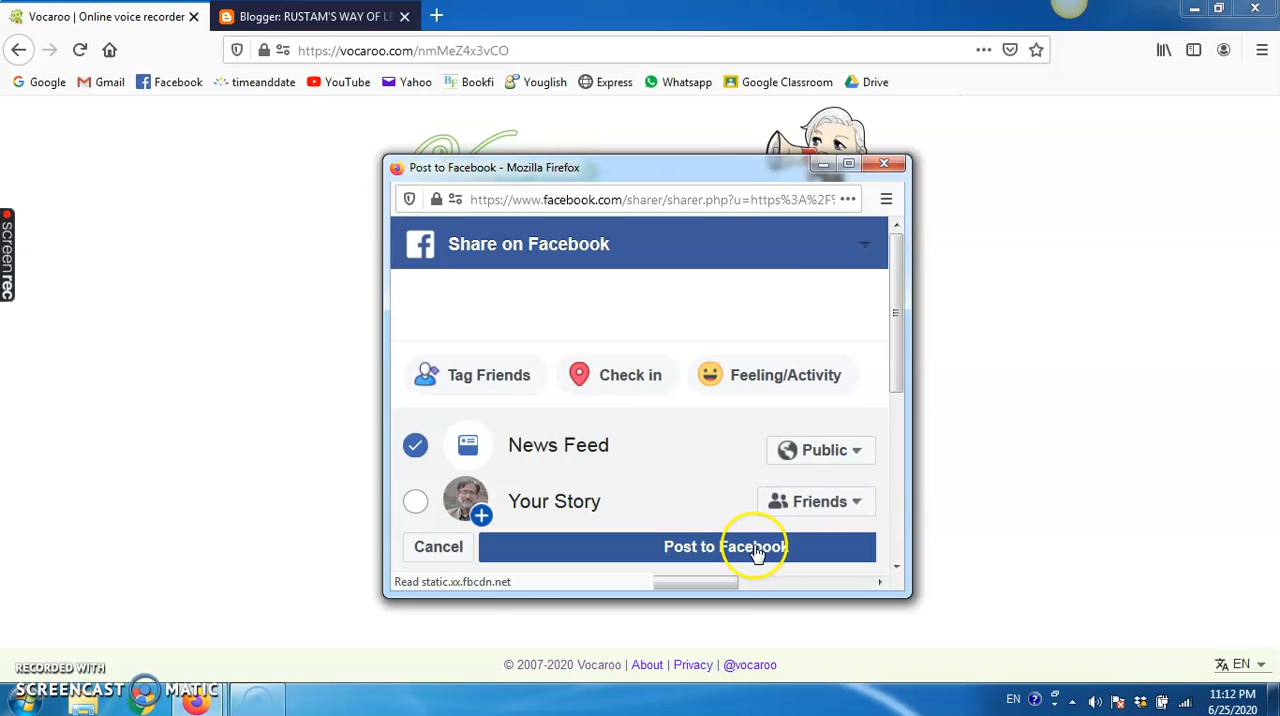 Vocaroo | Online voice recorder
Blogger: RUSTAM'S WAY OF LE
https://vocaroo.com/nmMeZ4x3vCO
Google Gmail Facebook timeanddate YouTube Yahoo Bookfi Youglish Express Whatsapp Google Classroom Drive
Post to Facebook - Mozilla Firefox
https://www.facebook.com/sharer/sharer.php?u=https%3A%2F%
Share on Facebook
Tag Friends Check in Feeling/Activity
News Feed Public
Your Story Friends
Cancel Post to Facebook
Read static.xx.fbcdn.net
screenrec
© 2007-2020 Vocaroo | About | Privacy | @vocaroo
EN
RECORDED WITH
SCREENCAST MATIC
EN 11:12 PM
6/25/2020